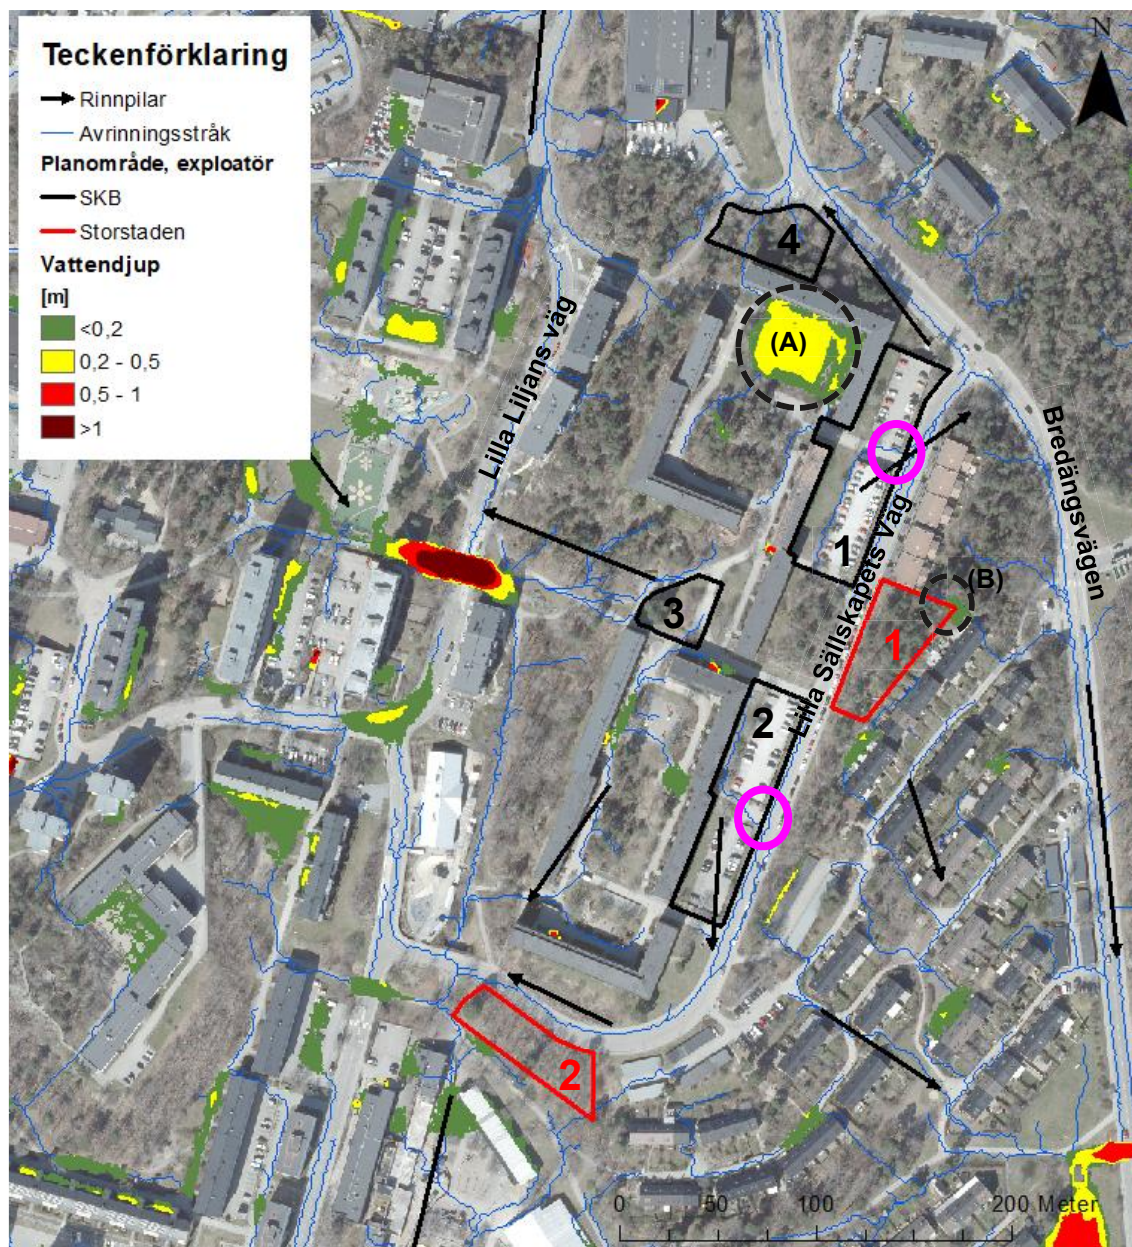 Teckenförklaring
Rinnpilar
Avrinningsstråk
Planområde, exploatör
SKB
Storstaden
Vattendjup
[m]
<0,2
0,2 - 0,5
0,5 - 1
>1
N
4
(A)
Lilla Liljans väg
Bredängsvägen
1
Lilla Sällskapets Väg
(B)
3
1
2
2
0 50 100 200 Meter